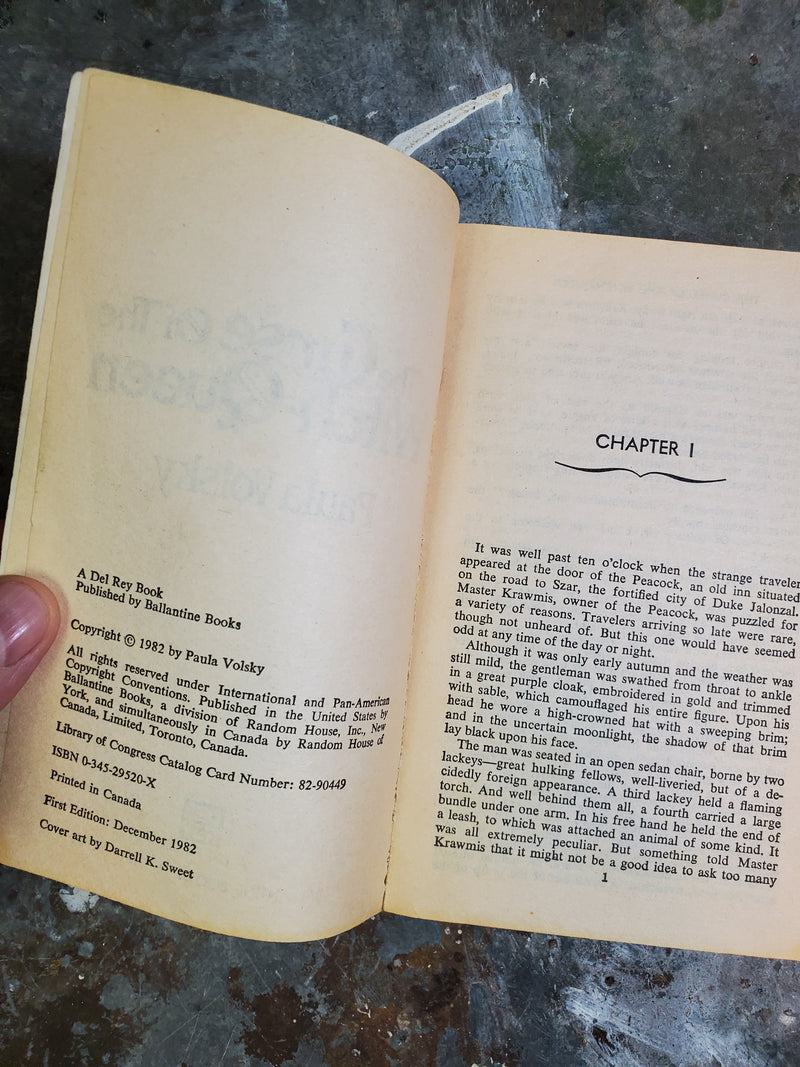 A Del Rey Book
Published by Ballantine Books
Copyright © 1982 by Paula Volsky
All rights reserved under International and Pan-American
Copyright Conventions. Published in the United States by
Ballantine Books, a division of Random House, Inc., New
York, and simultaneously in Canada by Random House of
Canada, Limited, Toronto, Canada.
Library of Congress Catalog Card Number: 82-90449
ISBN 0-345-29520-X
Printed in Canada
First Edition: December 1982
Cover art by Darrell K. Sweet
CHAPTER I
It was well past ten o'clock when the strange traveler
appeared at the door of the Peacock, an old inn situated
on the road to Szar, the fortified city of Duke Jalonzal.
Master Krawmis, owner of the Peacock, was puzzled for
a variety of reasons. Travelers arriving so late were rare,
though not unheard of. But this one would have seemed
odd at any time of the day or night.
Although it was only early autumn and the weather was
still mild, the gentleman was swathed from throat to ankle
in a great purple cloak, embroidered in gold and trimmed
with sable, which camouflaged his entire figure. Upon his
head he wore a high-crowned hat with a sweeping brim;
and in the uncertain moonlight, the shadow of that brim
lay black upon his face.
The man was seated in an open sedan chair, borne by two
lackeys—great hulking fellows, well-liveried, but of a de-
cidedly foreign appearance. A third lackey held a flaming
torch. And well behind them all, a fourth carried a large
bundle under one arm. In his free hand he held the end of
a leash, to which was attached an animal of some kind. It
was all extremely peculiar. But something told Master
Krawmis that it might not be a good idea to ask too many
1